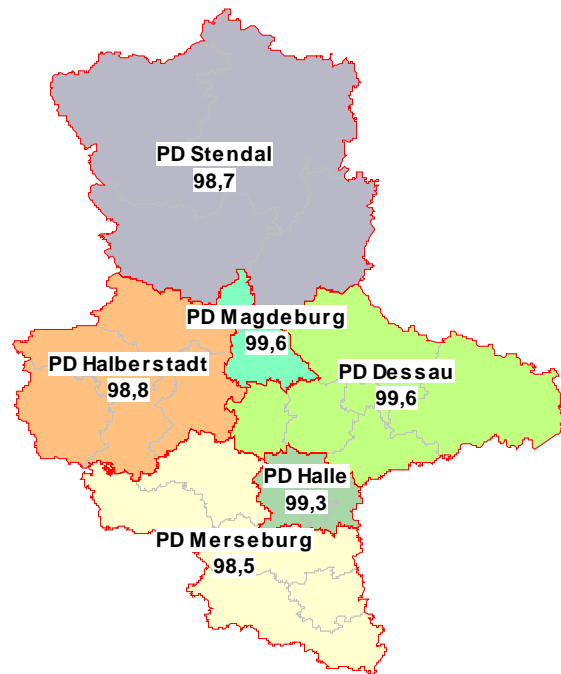 PD Stendal
98,7
PD Magdeburg
99,6
PD Halberstadt
98,8
PD Dessau
99,6
PD Halle
99,3
PD Merseburg
98,5